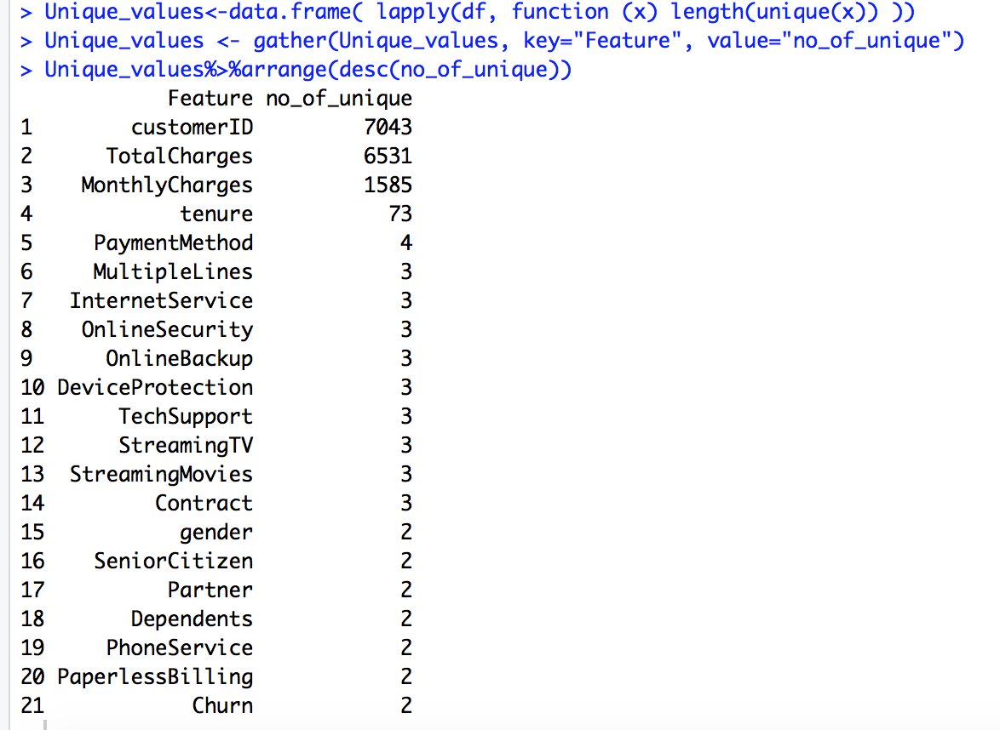 > Unique_values<-data.frame( lapply(df, function (x) length(unique(x)) ))
> Unique_values <- gather(Unique_values, key="Feature", value="no_of_unique")
> Unique_values%>%arrange(desc(no_of_unique))
Feature no_of_unique
1 customerID 7043
2 TotalCharges 6531
3 MonthlyCharges 1585
4 tenure 73
5 PaymentMethod 4
6 MultipleLines 3
7 InternetService 3
8 OnlineSecurity 3
9 OnlineBackup 3
10 DeviceProtection 3
11 TechSupport 3
12 StreamingTV 3
13 StreamingMovies 3
14 Contract 3
15 gender 2
16 SeniorCitizen 2
17 Partner 2
18 Dependents 2
19 PhoneService 2
20 PaperlessBilling 2
21 Churn 2